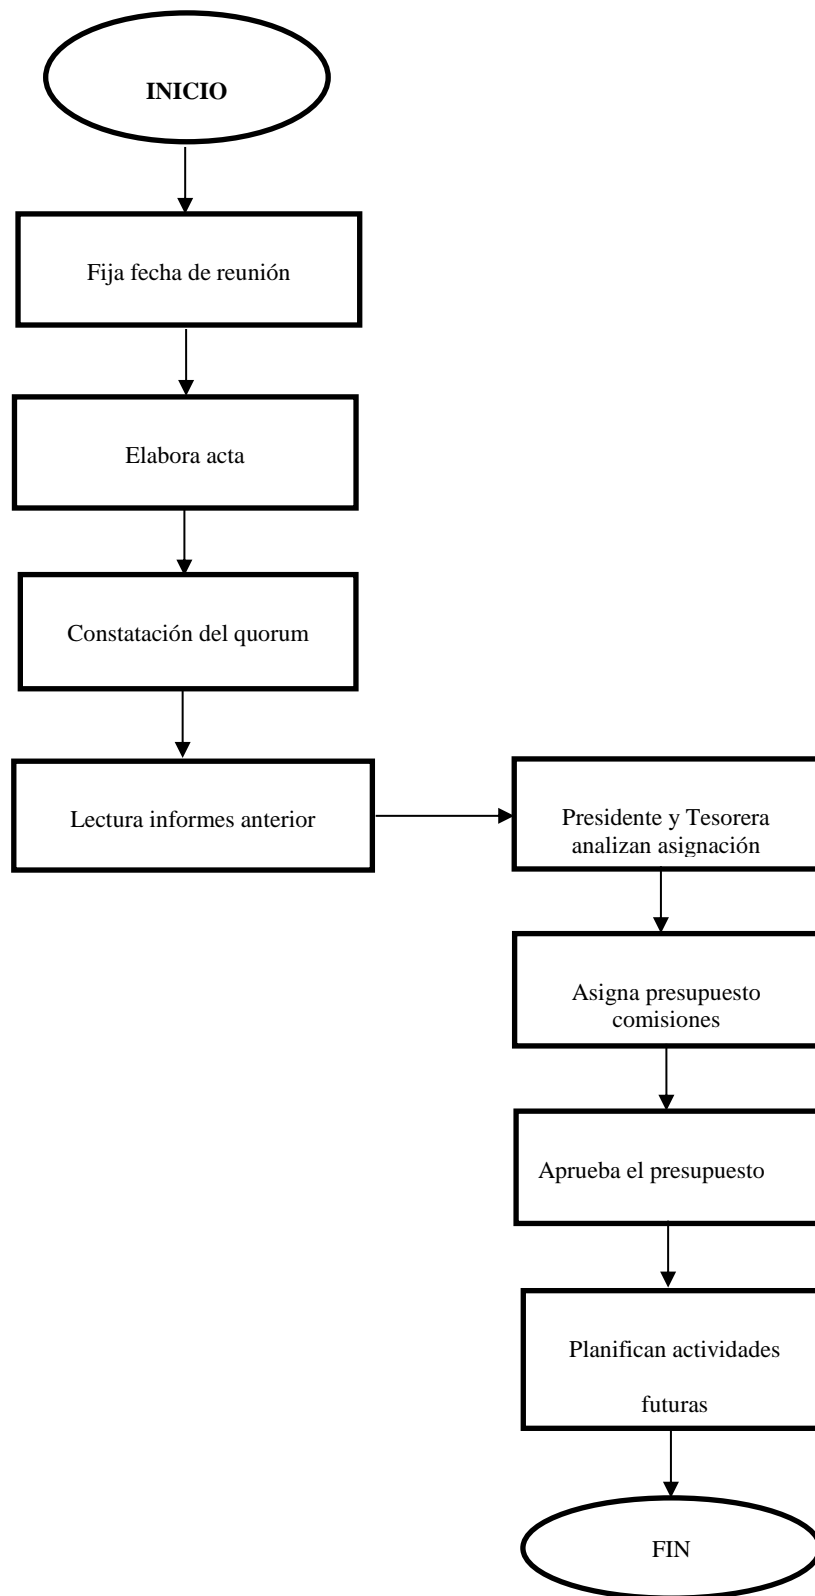 INICIO
Fija fecha de reunión
Elabora acta
Constatación del quorum
Lectura informes anterior
Presidente y Tesorera
analizan asignación
Asigna presupuesto
comisiones
Aprueba el presupuesto
Planifican actividades
futuras
FIN